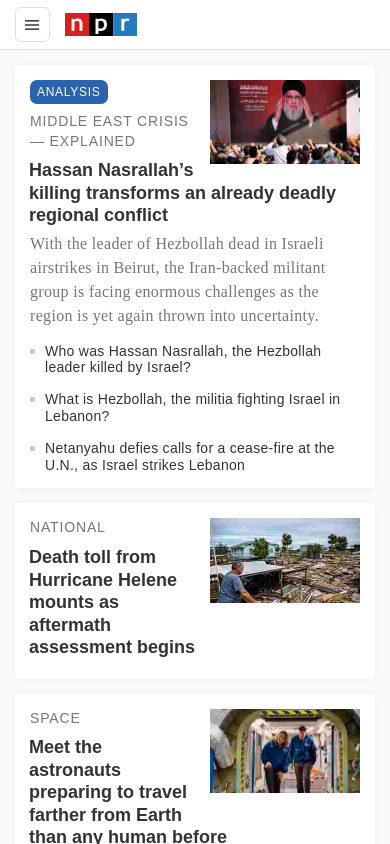 npr
ANALYSIS
MIDDLE EAST CRISIS
— EXPLAINED
Hassan Nasrallah’s
killing transforms an already deadly
regional conflict
With the leader of Hezbollah dead in Israeli
airstrikes in Beirut, the Iran-backed militant
group is facing enormous challenges as the
region is yet again thrown into uncertainty.
Who was Hassan Nasrallah, the Hezbollah
leader killed by Israel?
What is Hezbollah, the militia fighting Israel in
Lebanon?
Netanyahu defies calls for a cease-fire at the
U.N., as Israel strikes Lebanon
NATIONAL
Death toll from
Hurricane Helene
mounts as
aftermath
assessment begins
SPACE
Meet the
astronauts
preparing to travel
farther from Earth
than any human before